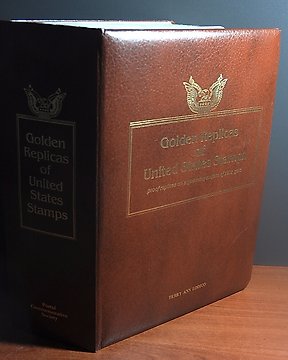 Golden
Replicas
of
United
States
Stamps
Postal
Commemorative
Society
Golden Replicas
of
United States Stamps